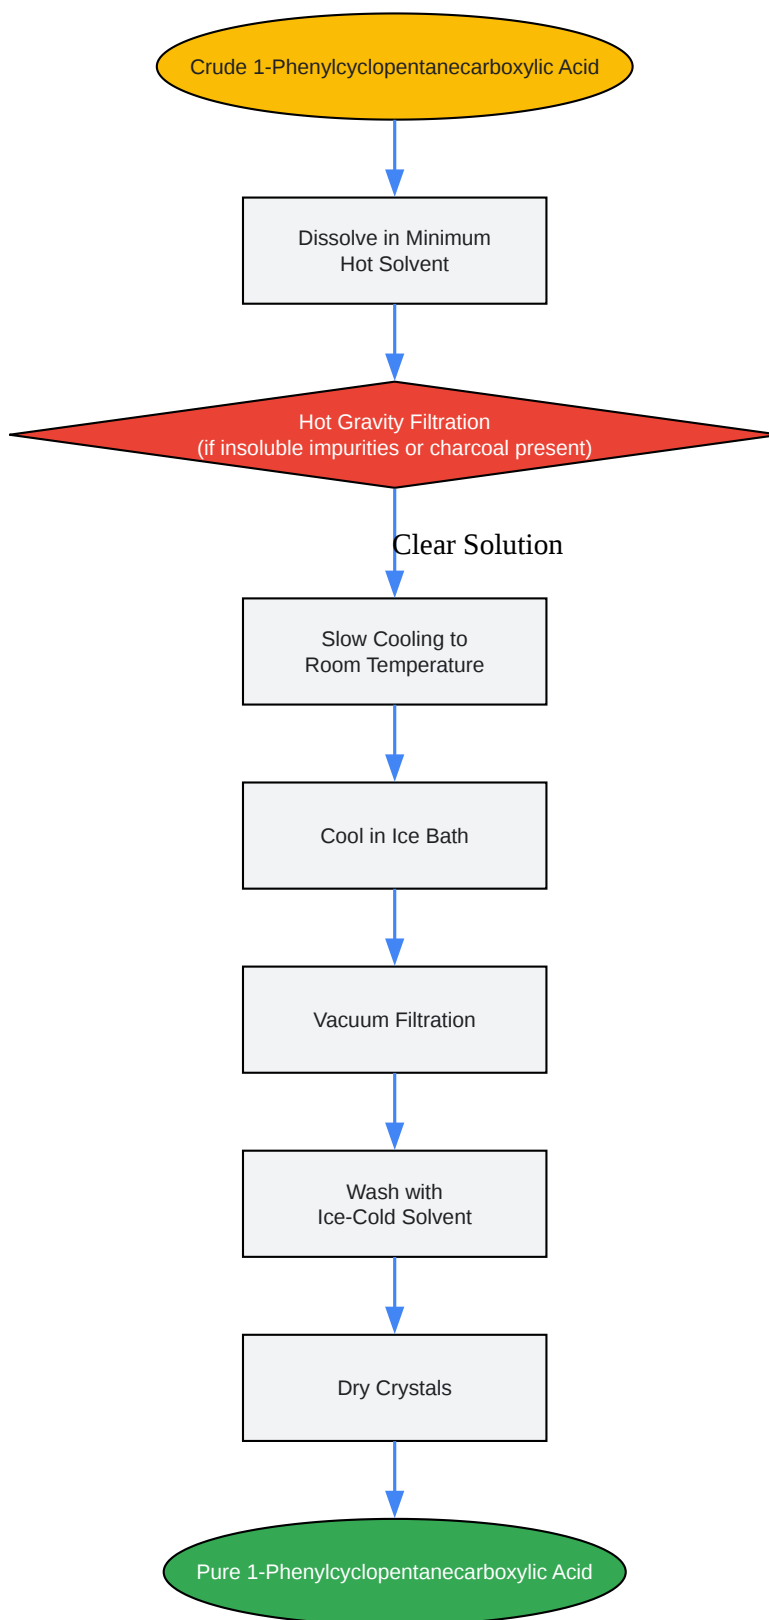 Crude 1-Phenylcyclopentanecarboxylic Acid
Dissolve in Minimum
Hot Solvent
Hot Gravity Filtration
(if insoluble impurities or charcoal present)
Clear Solution
Slow Cooling to
Room Temperature
Cool in Ice Bath
Vacuum Filtration
Wash with
Ice-Cold Solvent
Dry Crystals
Pure 1-Phenylcyclopentanecarboxylic Acid